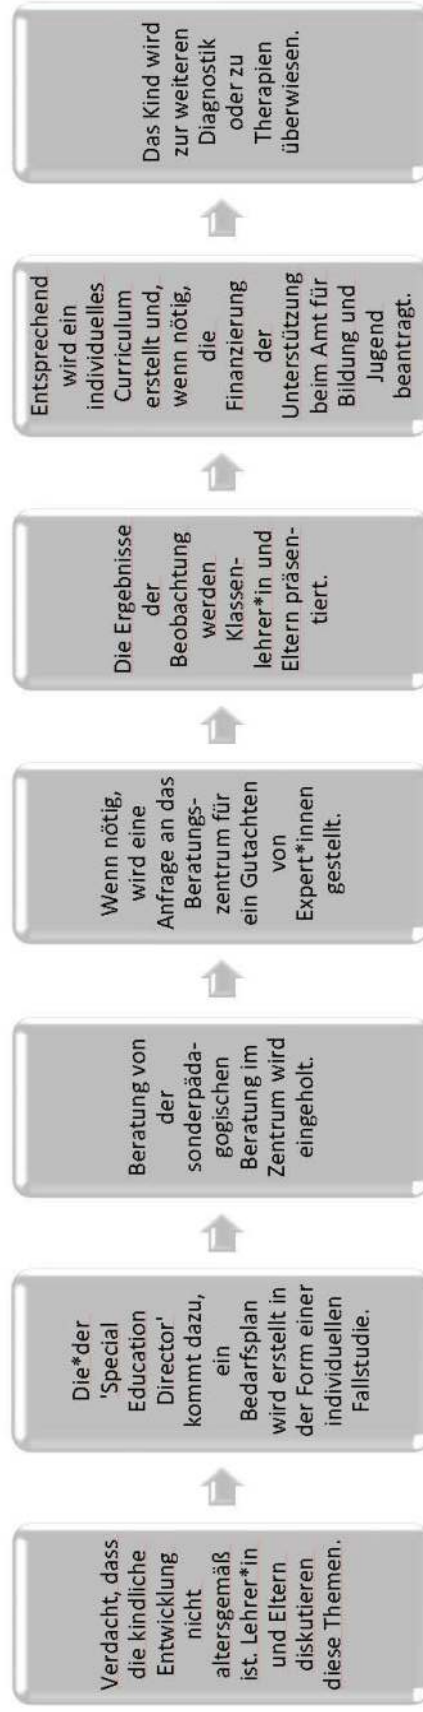 Verdacht, dass
die kindliche
Entwicklung
nicht
altersgemäß
ist. Lehrer*in
und Eltern
diskutieren
diese Themen.
Die*der
'Special
Education
Director'
kommt dazu,
ein
Bedarfsplan
wird erstellt in
der Form einer
individuellen
Fallstudie.
Beratung von
der
sonderpäda-
gogischen
Beratung im
Zentrum wird
eingeholt.
Wenn nötig,
wird eine
Anfrage an das
Beratungs-
zentrum für
ein Gutachten
von
Expert*innen
gestellt.
Die Ergebnisse
der
Beobachtung
werden
Klassen-
lehrer*in und
Eltern präsen-
tiert.
Entsprechend
wird ein
individuelles
Curriculum
erstellt und,
wenn nötig,
die
Finanzierung
der
Unterstützung
beim Amt für
Bildung und
Jugend
beantragt.
Das Kind wird
zur weiteren
Diagnostik
oder zu
Therapien
überwiesen.